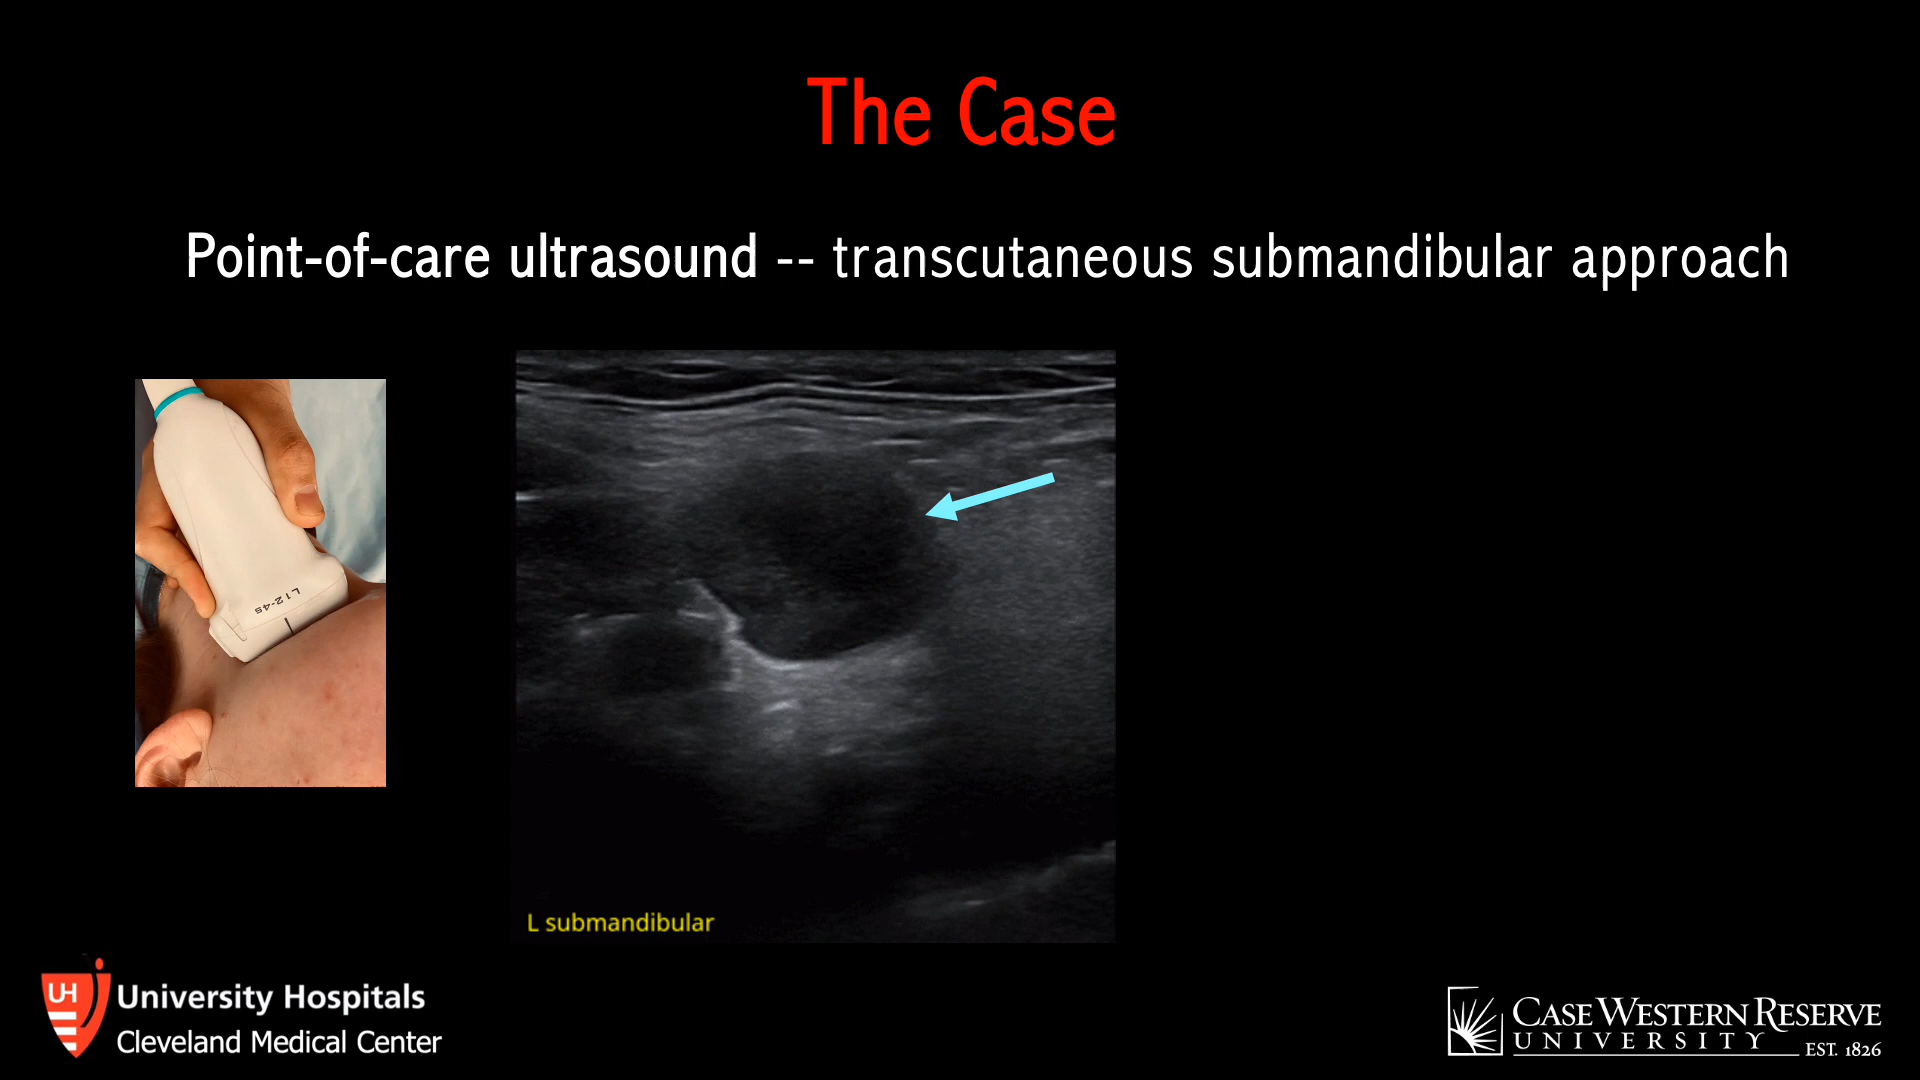 The Case
Point-of-care ultrasound -- transcutaneous submandibular approach
L12-4s
L submandibular
UH
University Hospitals
Cleveland Medical Center
CASE WESTERN RESERVE
UNIVERSITY
EST. 1826